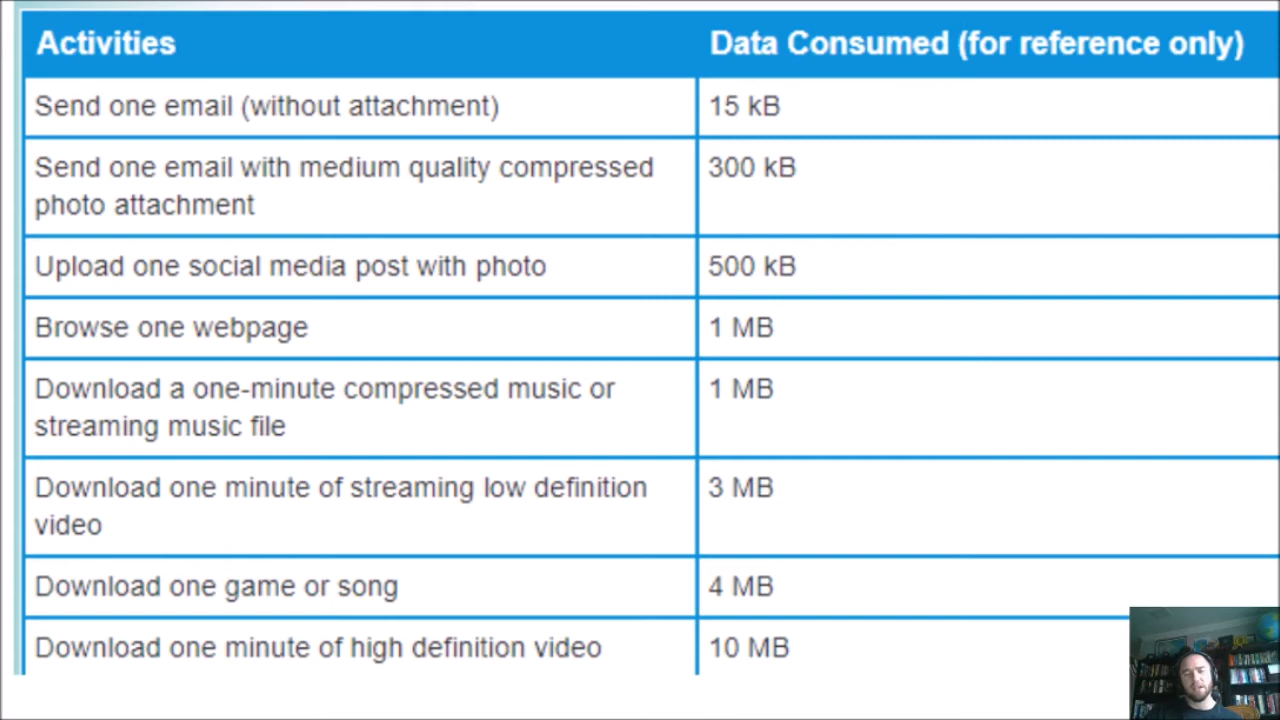 Activities
Data Consumed (for reference only)
Send one email (without attachment)
15 kB
Send one email with medium quality compressed
photo attachment
300 kB
Upload one social media post with photo
500 kB
Browse one webpage
1 MB
Download a one-minute compressed music or
streaming music file
1 MB
Download one minute of streaming low definition
video
3 MB
Download one game or song
4 MB
Download one minute of high definition video
10 MB